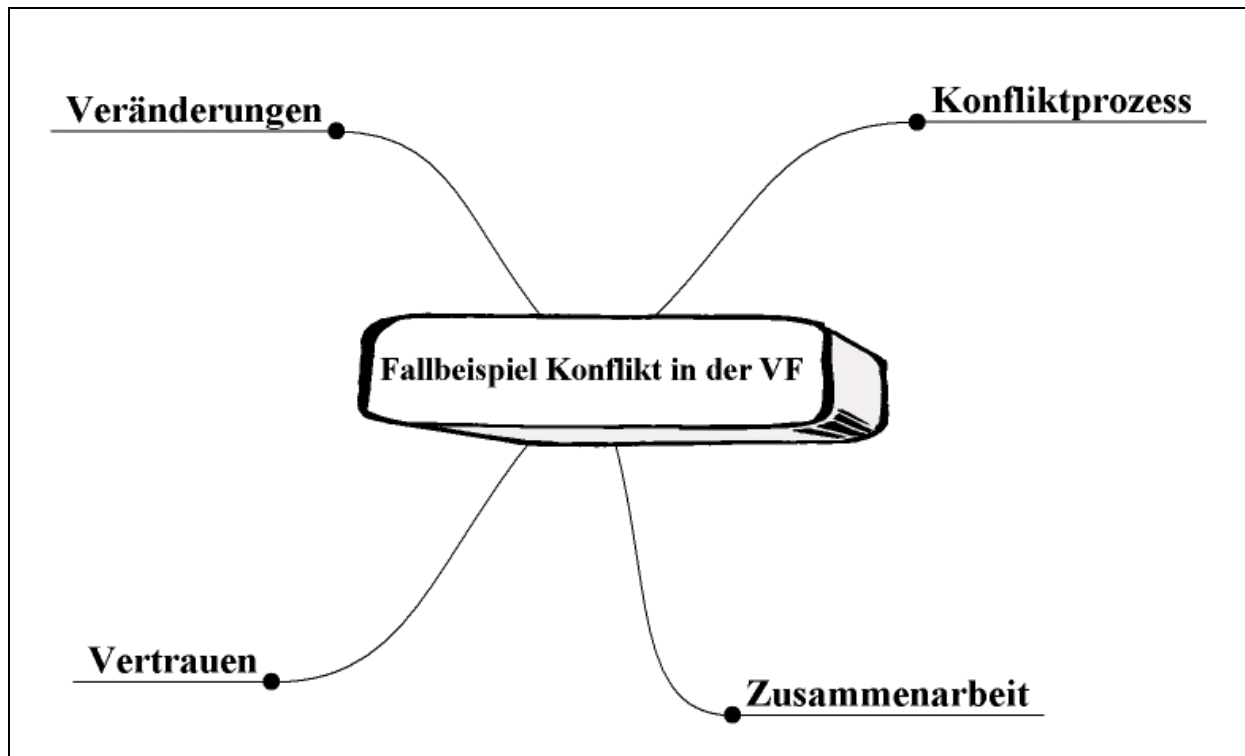 Veränderungen
Konfliktprozess
Fallbeispiel Konflikt in der VF
Vertrauen
Zusammenarbeit